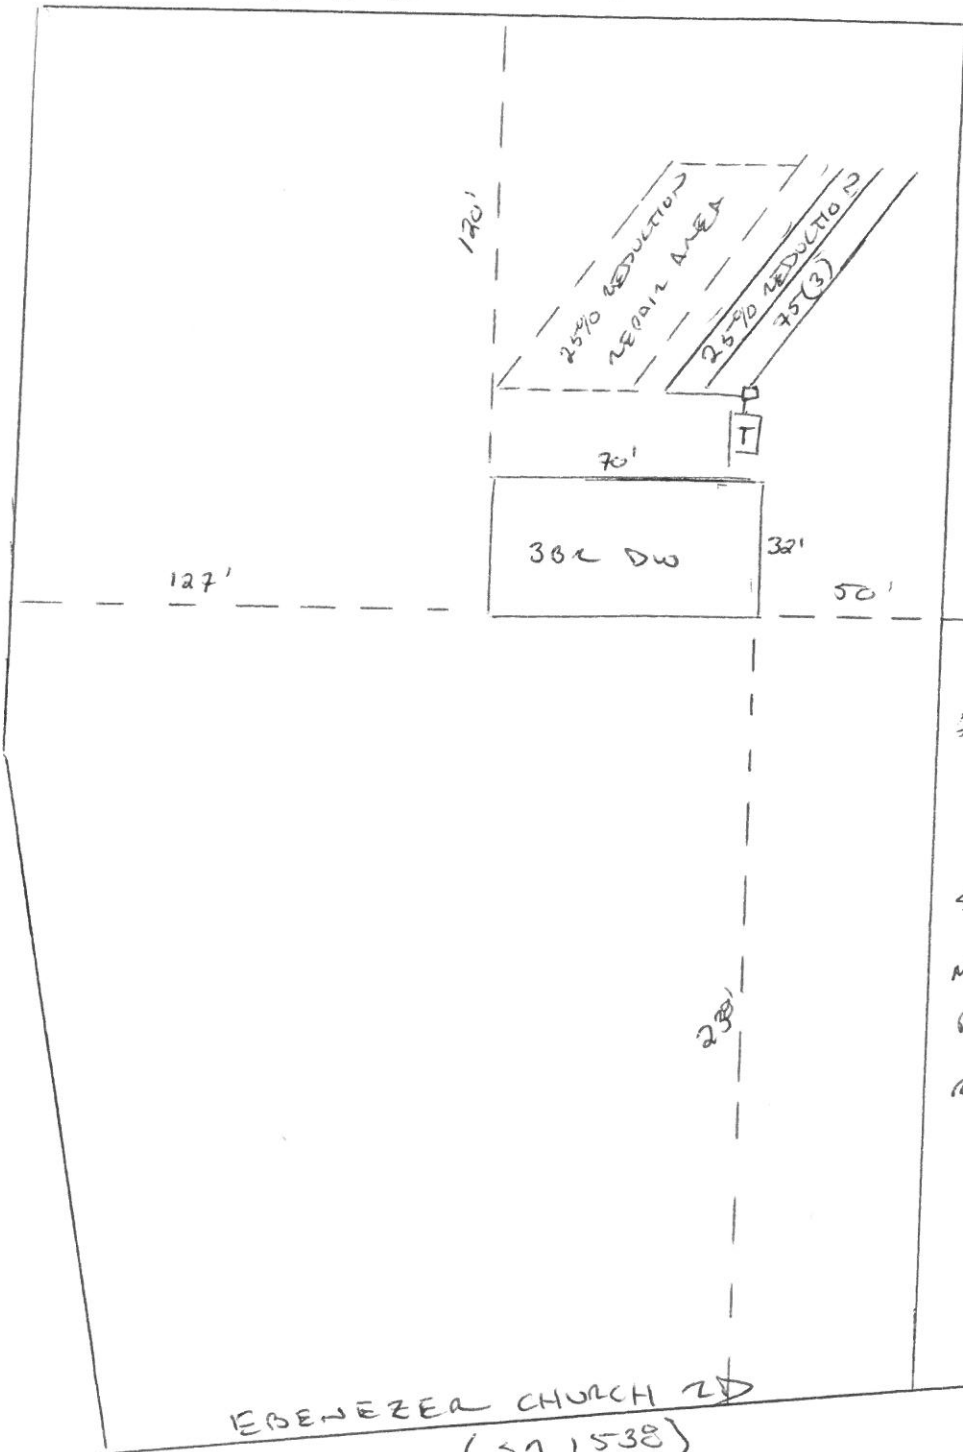 120'
25% REDUCTION
REPAIR AREA
25% REDUCTION
75(3)
T
70'
3BR DW
32'
127'
50'
238'
EBENEZER CHURCH RD
(SR 1538)